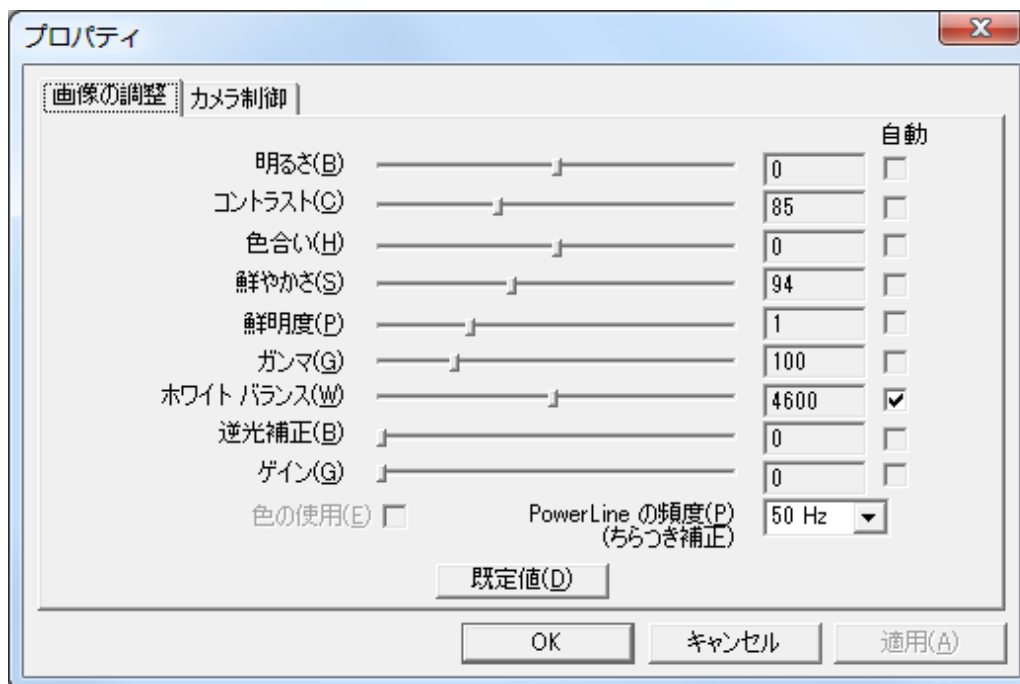 プロパティ
画像の調整 カメラ制御
自動
明るさ(B) 0
コントラスト(C) 85
色合い(H) 0
鮮やかさ(S) 94
鮮明度(P) 1
ガンマ(G) 100
ホワイト バランス(W) 4600
逆光補正(B) 0
ゲイン(G) 0
色の使用(E) PowerLine の頻度(P) 50 Hz
(ちらつき補正)
既定値(D)
OK キャンセル 適用(A)